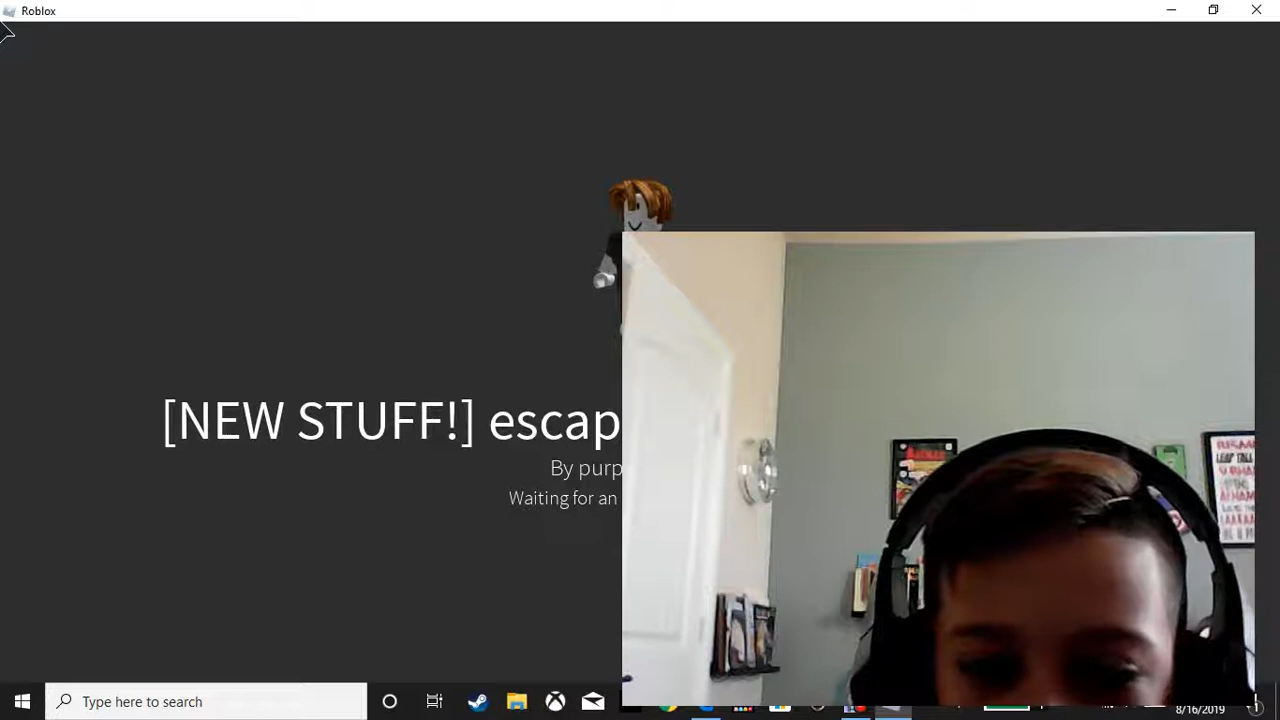 Roblox
[NEW STUFF!] escap
By purp
Waiting for an
Type here to search
8/16/2019